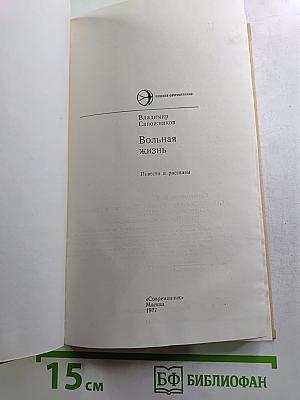 Владимир
Сапожников
Вольная
жизнь
Повести и рассказы
«Современник»
Москва
1977
15 см
БФ БИБЛИОФАН